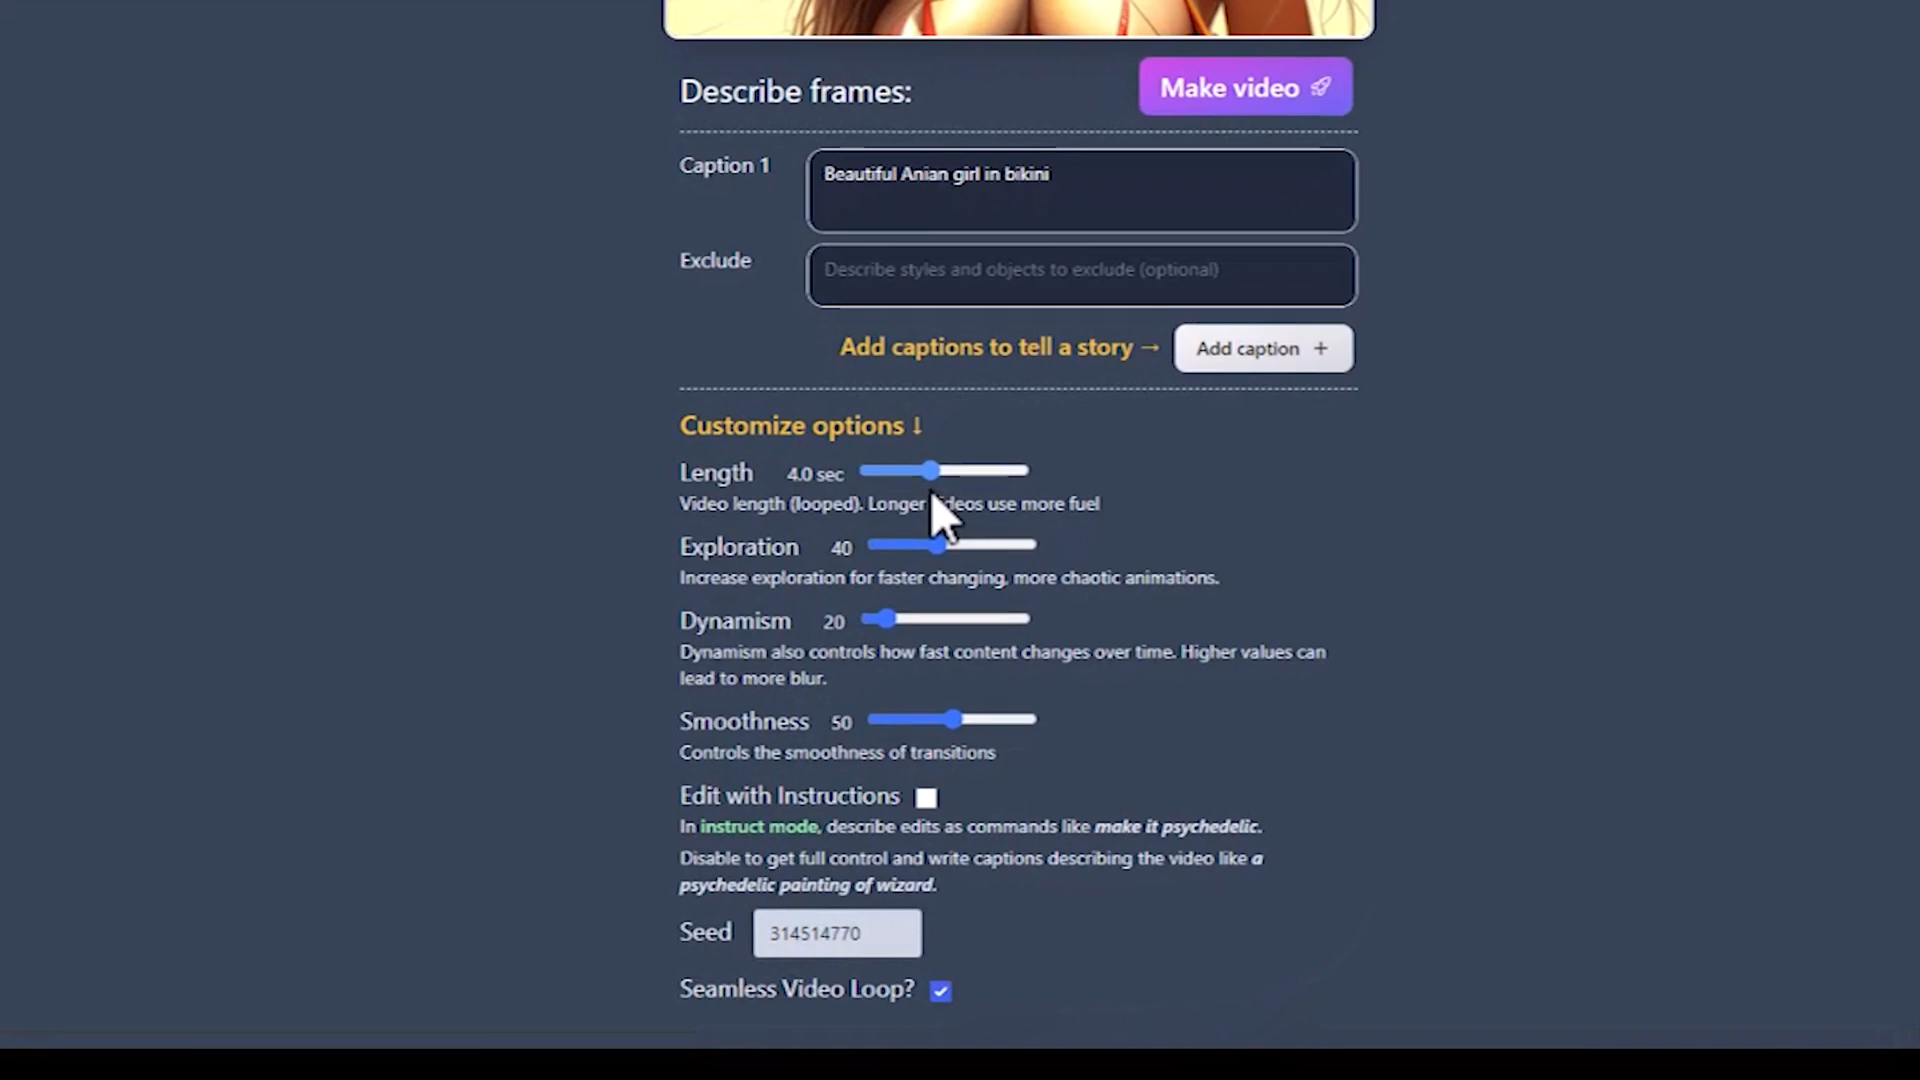 Describe frames:
Make video
Caption 1
Beautiful Anian girl in bikini
Exclude
Describe styles and objects to exclude (optional)
Add captions to tell a story →
Add caption +
Customize options ↓
Length 4.0 sec
Video length (looped). Longer videos use more fuel
Exploration 40
Increase exploration for faster changing, more chaotic animations.
Dynamism 20
Dynamism also controls how fast content changes over time. Higher values can
lead to more blur.
Smoothness 50
Controls the smoothness of transitions
Edit with Instructions
In instruct mode, describe edits as commands like make it psychedelic.
Disable to get full control and write captions describing the video like a
psychedelic painting of wizard.
Seed 314514770
Seamless Video Loop?